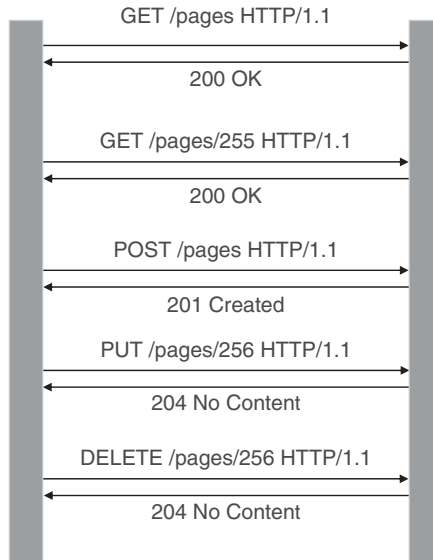 GET /pages HTTP/1.1
200 OK
GET /pages/255 HTTP/1.1
200 OK
POST /pages HTTP/1.1
201 Created
PUT /pages/256 HTTP/1.1
204 No Content
DELETE /pages/256 HTTP/1.1
204 No Content